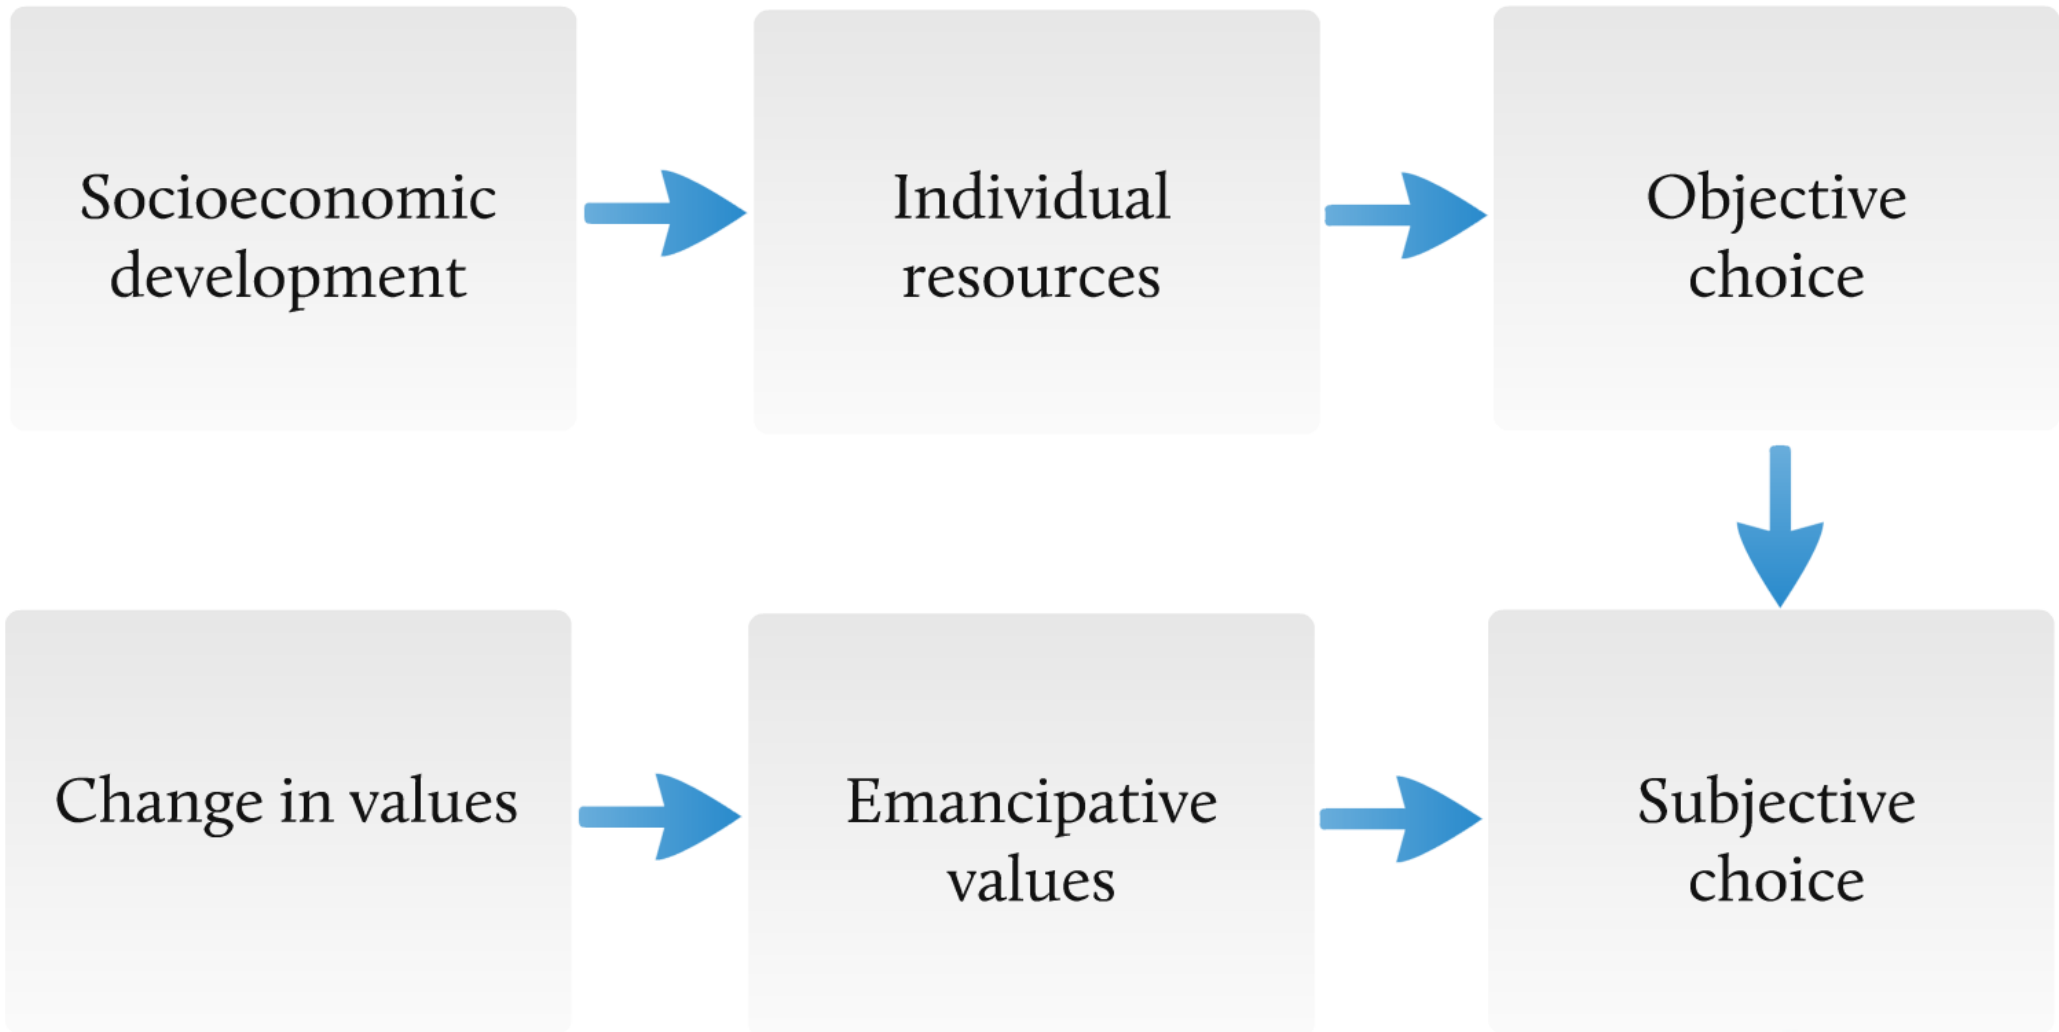 Socioeconomic
development
Individual
resources
Objective
choice
Change in values
Emancipative
values
Subjective
choice